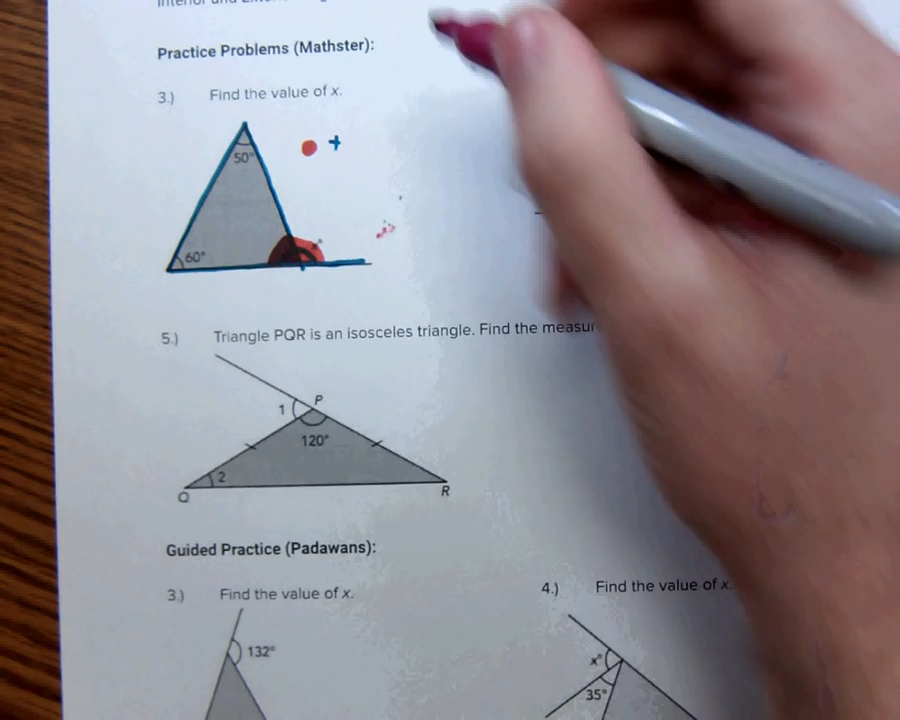 Practice Problems (Mathster):
3.) Find the value of x.
50°
+
60°
x°
5.) Triangle PQR is an isosceles triangle. Find the
1
P
120°
2
Q
R
Guided Practice (Padawans):
3.) Find the value of x.
4.) Find the value of x.
132°
x°
35°